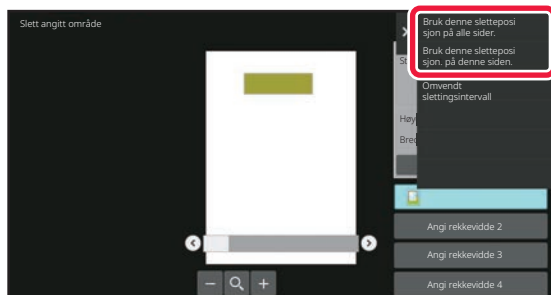 Slett angitt område
Bruk denne sletteposi
sjon på alle sider.
Bruk denne sletteposi
sjon. på denne siden.
Omvendt
slettingsintervall
St
Høy
Bred
Angi rekkevidde 2
Angi rekkevidde 3
Angi rekkevidde 4